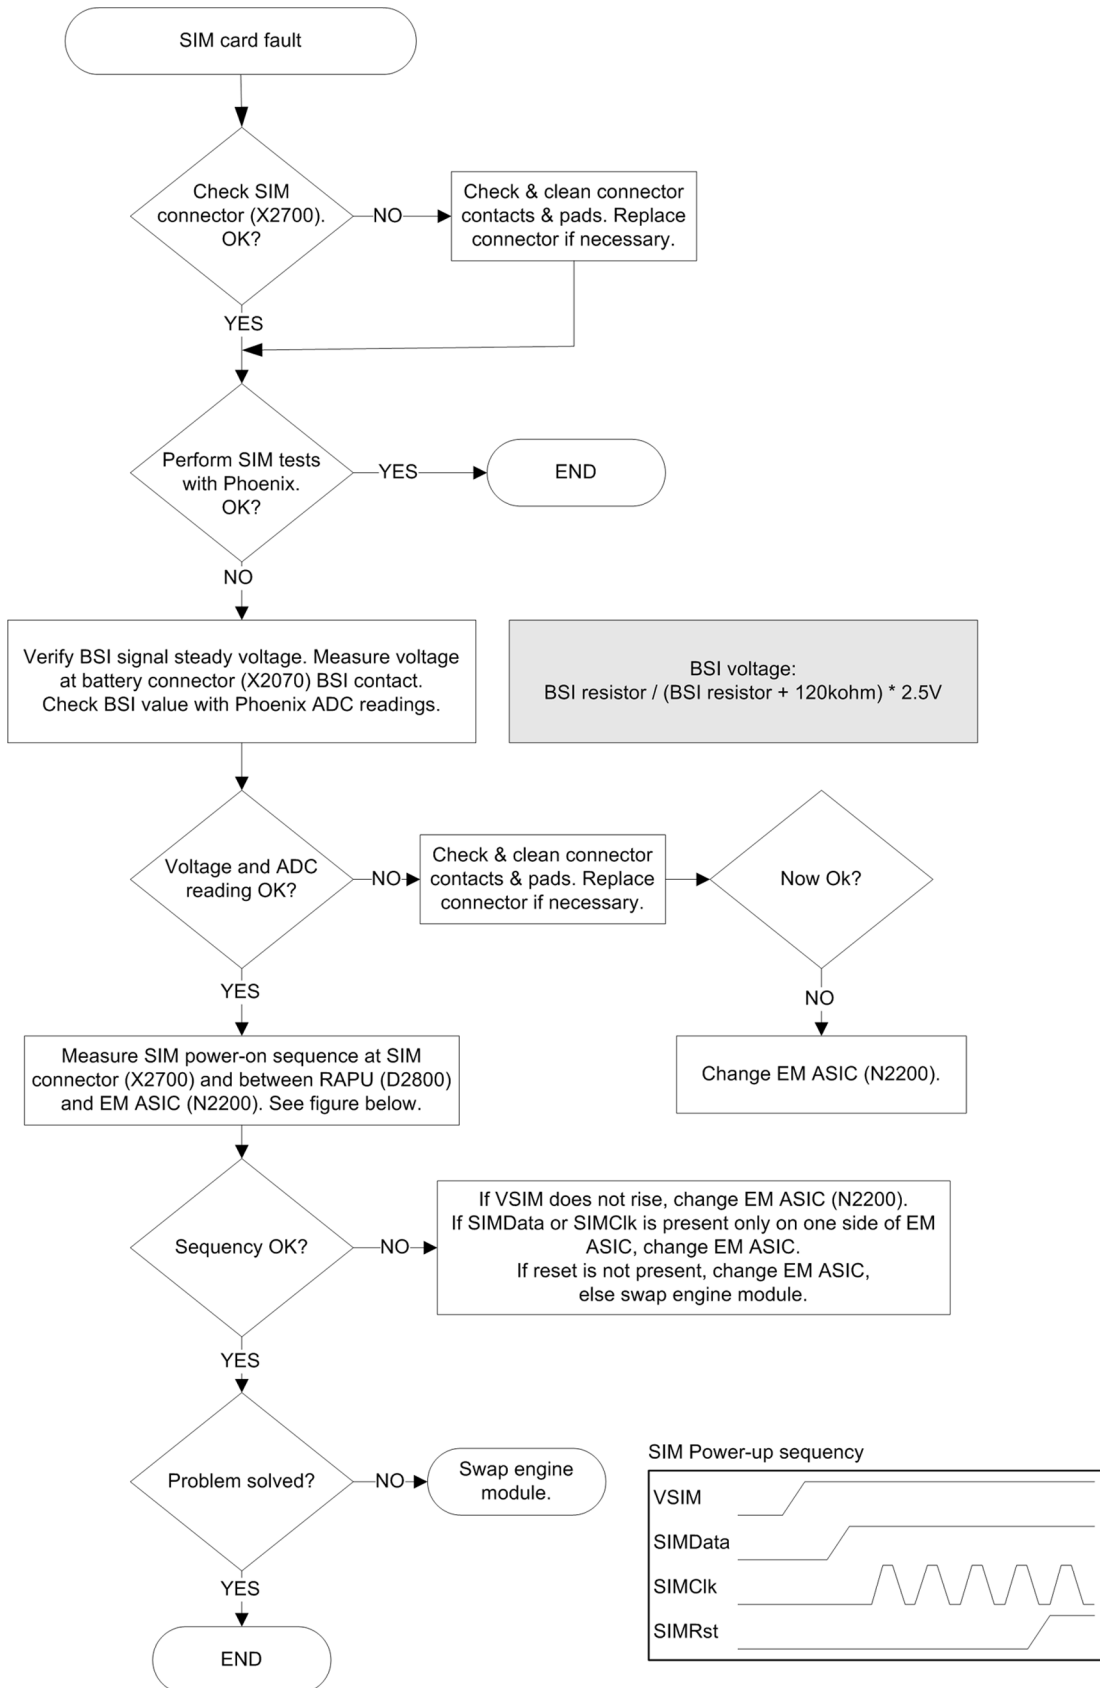 SIM card fault
Check SIM
connector (X2700).
OK?
NO
Check & clean connector
contacts & pads. Replace
connector if necessary.
YES
Perform SIM tests
with Phoenix.
OK?
YES
END
NO
Verify BSI signal steady voltage. Measure voltage
at battery connector (X2070) BSI contact.
Check BSI value with Phoenix ADC readings.
BSI voltage:
BSI resistor / (BSI resistor + 120kohm) * 2.5V
Voltage and ADC
reading OK?
NO
Check & clean connector
contacts & pads. Replace
connector if necessary.
Now Ok?
YES
NO
Measure SIM power-on sequence at SIM
connector (X2700) and between RAPU (D2800)
and EM ASIC (N2200). See figure below.
Change EM ASIC (N2200).
Sequency OK?
NO
If VSIM does not rise, change EM ASIC (N2200).
If SIMData or SIMClk is present only on one side of EM
ASIC, change EM ASIC.
If reset is not present, change EM ASIC,
else swap engine module.
YES
Problem solved?
NO
Swap engine
module.
YES
END
SIM Power-up sequency
VSIM
SIMData
SIMClk
SIMRst